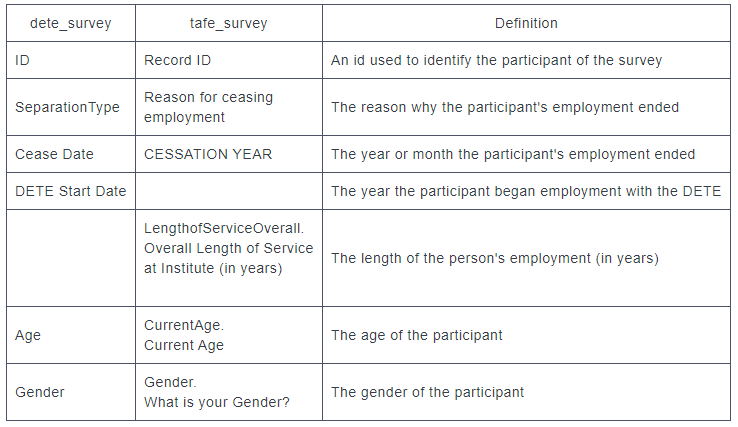 dete_survey tafe_survey Definition
ID Record ID An id used to identify the participant of the survey
SeparationType Reason for ceasing
employment The reason why the participant's employment ended
Cease Date CESSATION YEAR The year or month the participant's employment ended
DETE Start Date The year the participant began employment with the DETE
LengthofServiceOverall.
Overall Length of Service
at Institute (in years) The length of the person's employment (in years)
Age CurrentAge.
Current Age The age of the participant
Gender Gender.
What is your Gender? The gender of the participant